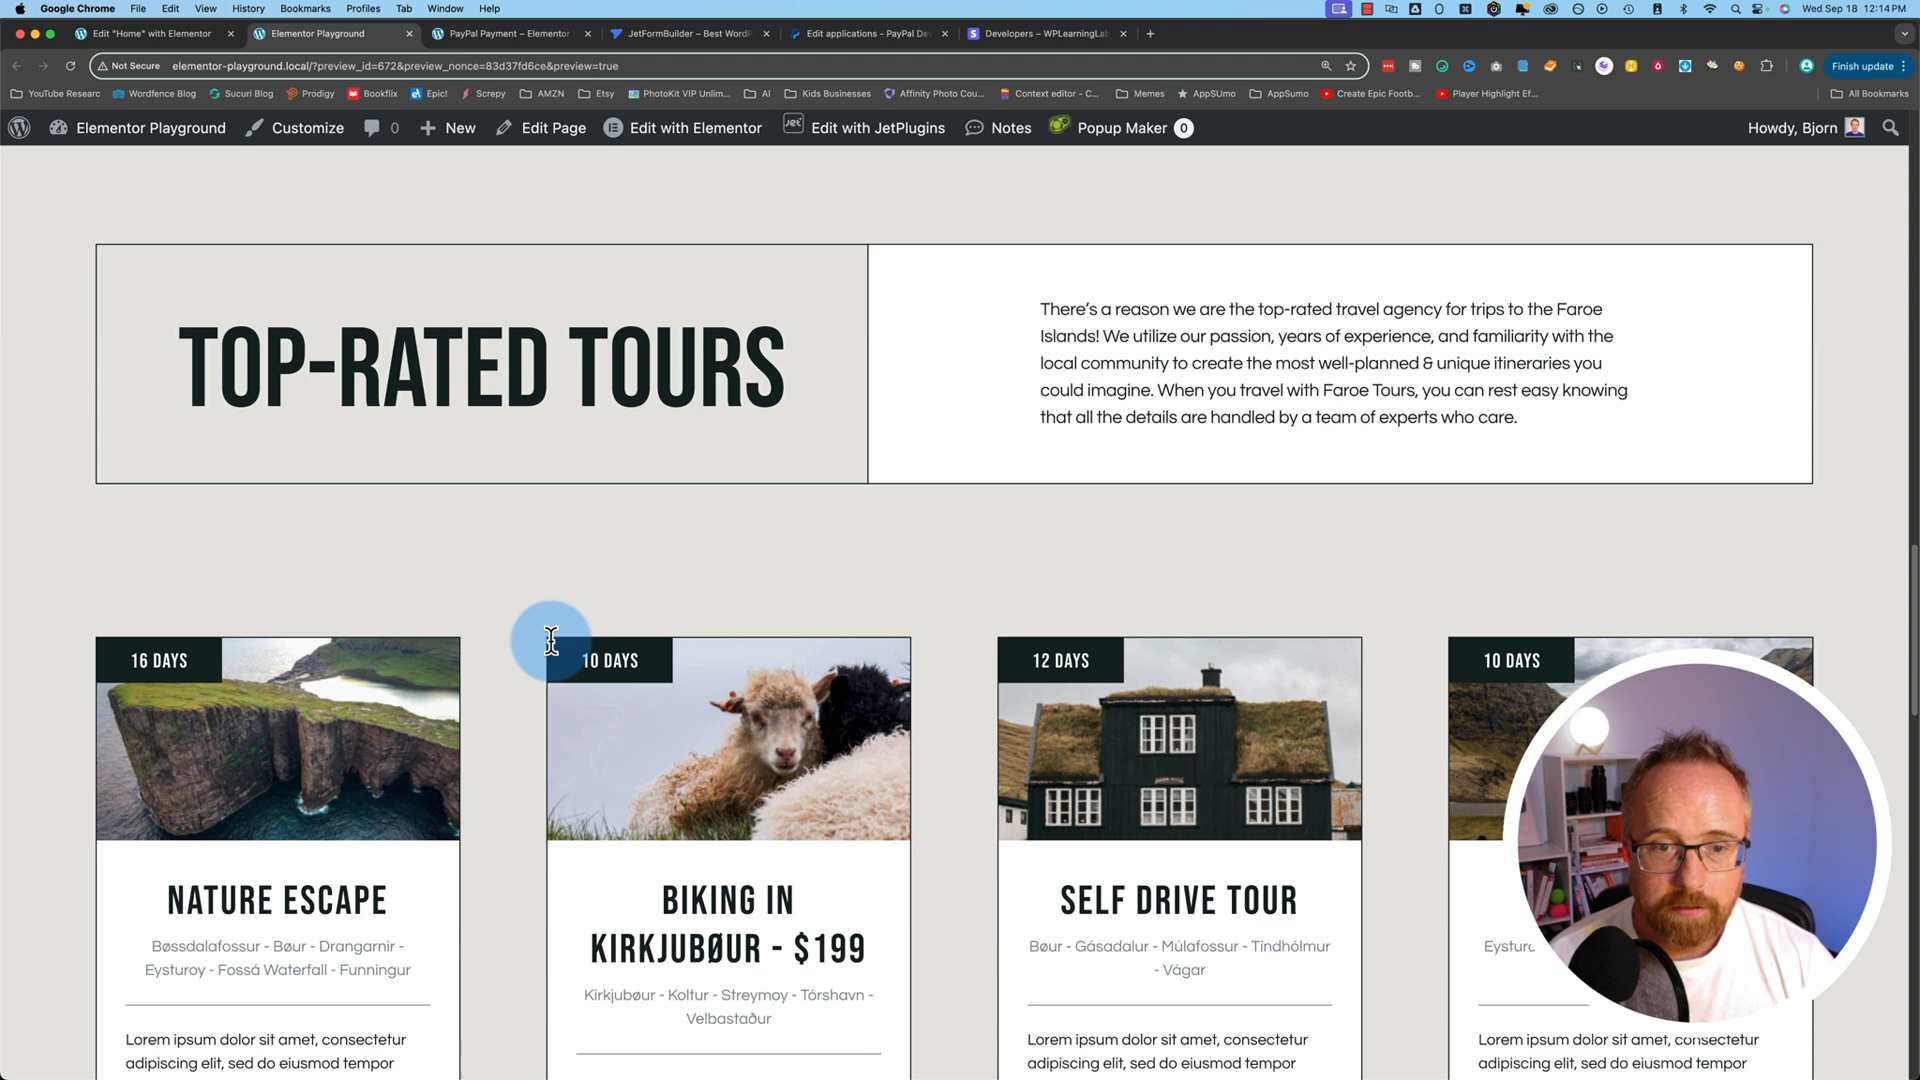 Google Chrome File Edit View History Bookmarks Profiles Tab Window Help Wed Sep 18 12:14 PM
Edit "Home" with Elementor Elementor Playground PayPal Payment – Elementor JetFormBuilder – Best WordP Edit applications - PayPal De Developers – WPLearningLa
Not Secure elementor-playground.local/?preview_id=672&preview_nonce=83d37fd6ce&preview=true Finish update
YouTube Researc Wordfence Blog Sucuri Blog Prodigy Bookflix Epic! Screpy AMZN Etsy PhotoKit VIP Unlim... AI Kids Businesses Affinity Photo Cou... Context editor - C... Memes AppSUmo AppSumo Create Epic Footb... Player Highlight Ef... All Bookmarks
Elementor Playground Customize 0 New Edit Page Edit with Elementor Edit with JetPlugins Notes Popup Maker 0 Howdy, Bjorn
TOP-RATED TOURS
There's a reason we are the top-rated travel agency for trips to the Faroe
Islands! We utilize our passion, years of experience, and familiarity with the
local community to create the most well-planned & unique itineraries you
could imagine. When you travel with Faroe Tours, you can rest easy knowing
that all the details are handled by a team of experts who care.
16 DAYS
NATURE ESCAPE
Bøssdalafossur - Bøur - Drangarnir -
Eysturoy - Fossá Waterfall - Funningur
Lorem ipsum dolor sit amet, consectetur
adipiscing elit, sed do eiusmod tempor
10 DAYS
BIKING IN
KIRKJUBØUR - $199
Kirkjubøur - Koltur - Streymoy - Tórshavn -
Velbastaður
12 DAYS
SELF DRIVE TOUR
Bøur - Gásadalur - Múlafossur - Tindhólmur
- Vágar
Lorem ipsum dolor sit amet, consectetur
adipiscing elit, sed do eiusmod tempor
10 DAYS
Lorem ipsum dolor sit amet, consectetur
adipiscing elit, sed do eiusmod tempor